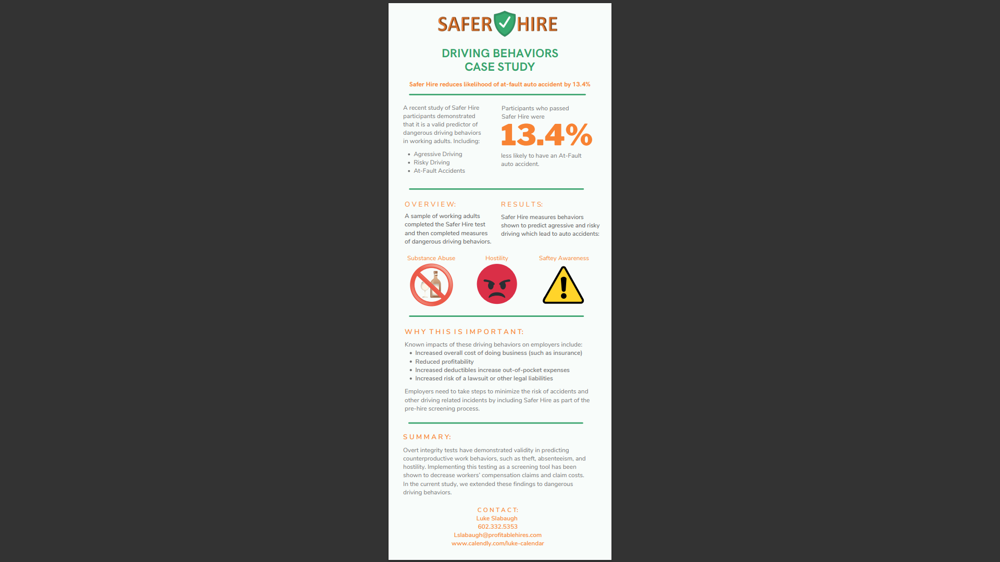 SAFER HIRE
DRIVING BEHAVIORS
CASE STUDY
Safer Hire reduces likelihood of at-fault auto accident by 13.4%
A recent study of Safer Hire
participants demonstrated
that it is a valid predictor of
dangerous driving behaviors
in working adults. Including:
• Agressive Driving
• Risky Driving
• At-Fault Accidents
Participants who passed
Safer Hire were
13.4%
less likely to have an At-Fault
auto accident.
OVERVIEW:
A sample of working adults
completed the Safer Hire test
and then completed measures
of dangerous driving behaviors.
RESULTS:
Safer Hire measures behaviors
shown to predict agressive and risky
driving which lead to auto accidents:
Substance Abuse
Hostility
Saftey Awareness
WHY THIS IS IMPORTANT:
Known impacts of these driving behaviors on employers include:
• Increased overall cost of doing business (such as insurance)
• Reduced profitability
• Increased deductibles increase out-of-pocket expenses
• Increased risk of a lawsuit or other legal liabilities
Employers need to take steps to minimize the risk of accidents and
other driving related incidents by including Safer Hire as part of the
pre-hire screening process.
SUMMARY:
Overt integrity tests have demonstrated validity in predicting
counterproductive work behaviors, such as theft, absenteeism, and
hostility. Implementing this testing as a screening tool has been
shown to decrease workers' compensation claims and claim costs.
In the current study, we extended these findings to dangerous
driving behaviors.
CONTACT:
Luke Slabaugh
602.332.5353
Lslabaugh@profitablehires.com
www.calendly.com/luke-calendar